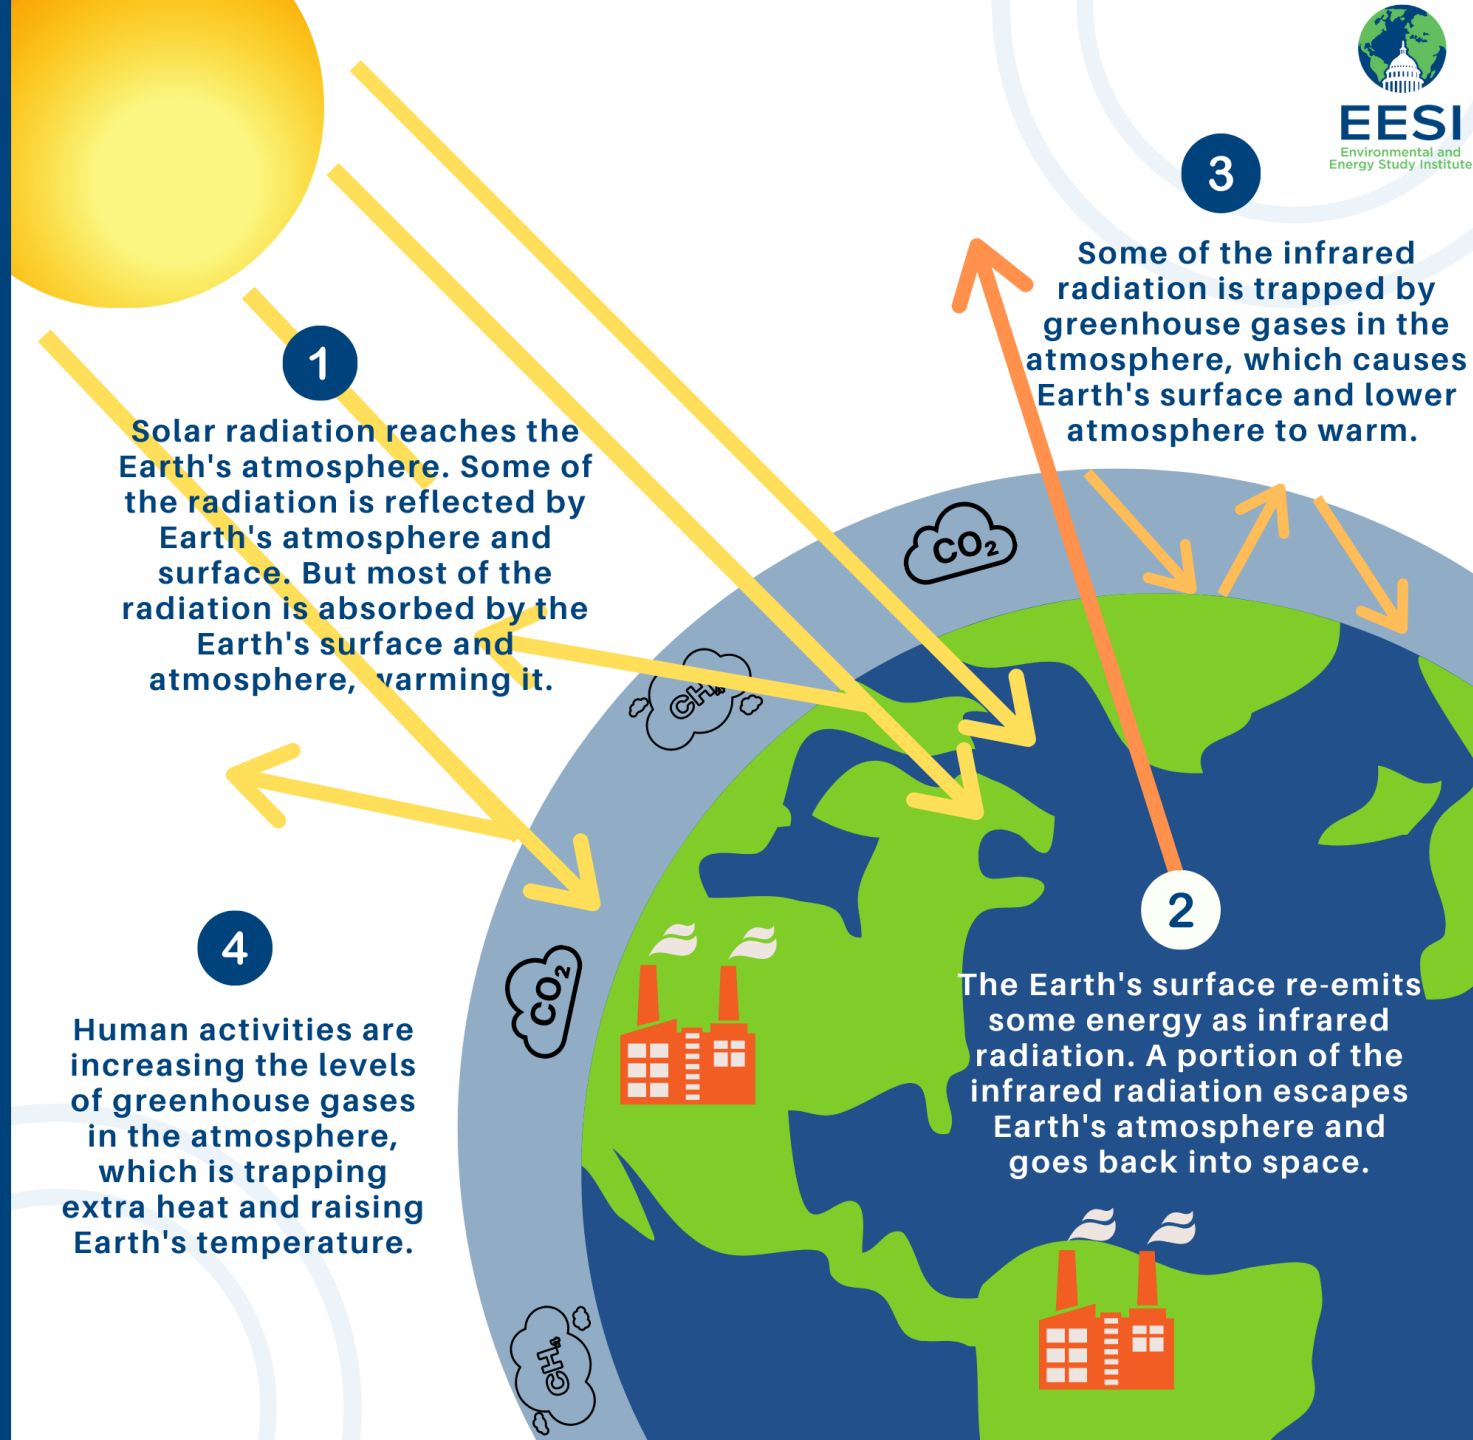 EESI
Environmental and
Energy Study Institute
1
Solar radiation reaches the
Earth's atmosphere. Some of
the radiation is reflected by
Earth's atmosphere and
surface. But most of the
radiation is absorbed by the
Earth's surface and
atmosphere, warming it.
3
Some of the infrared
radiation is trapped by
greenhouse gases in the
atmosphere, which causes
Earth's surface and lower
atmosphere to warm.
CO₂
CH₄
CO₂
2
The Earth's surface re-emits
some energy as infrared
radiation. A portion of the
infrared radiation escapes
Earth's atmosphere and
goes back into space.
4
Human activities are
increasing the levels
of greenhouse gases
in the atmosphere,
which is trapping
extra heat and raising
Earth's temperature.
CH₄